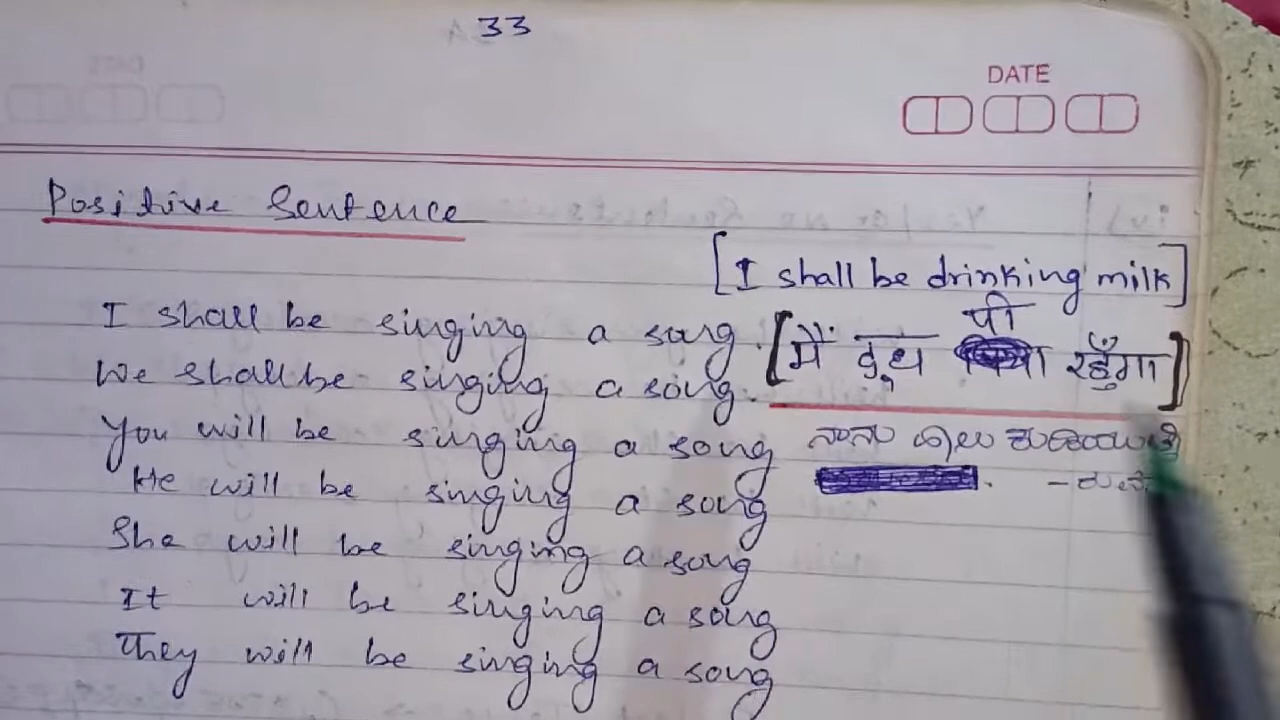 33
DATE
Positive Sentence
[I shall be drinking milk]
I shall be singing a song. [मैं दूध पी रहूँगा]
We shall be singing a song.
You will be singing a song ನಾನು ಹಾಲು
He will be singing a song
She will be singing a song
It will be singing a song
They will be singing a song